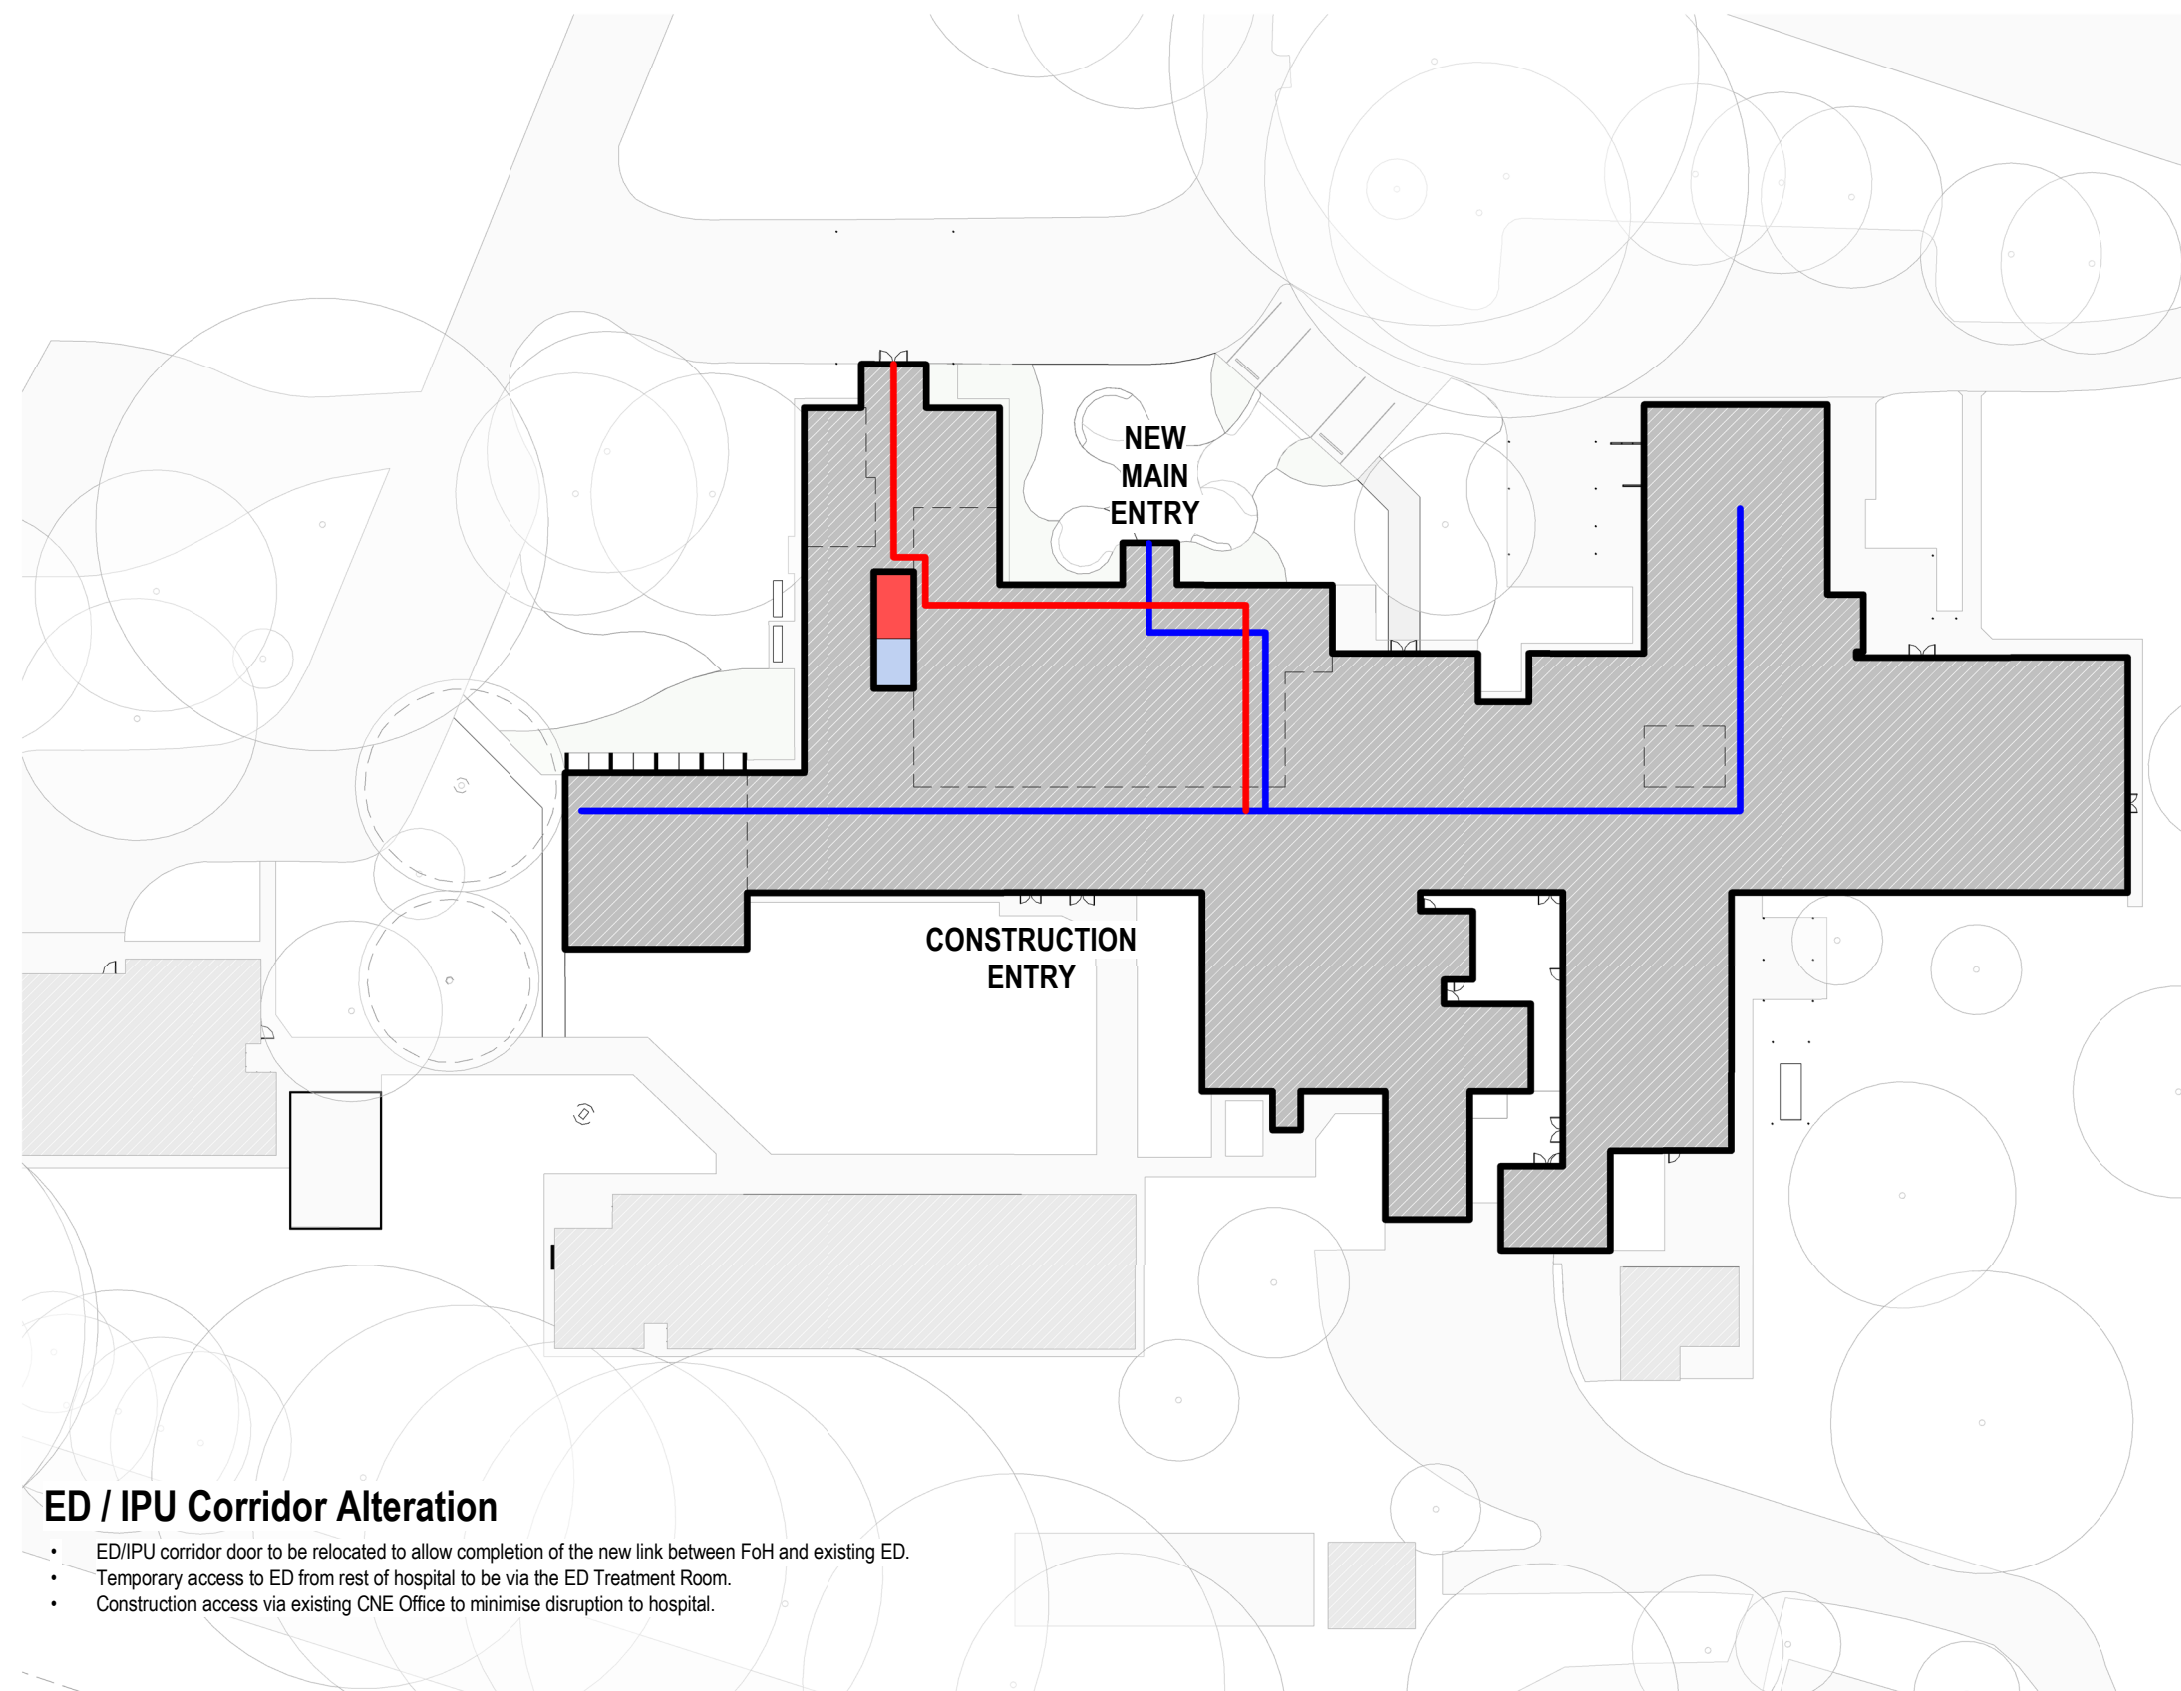 NEW
MAIN
ENTRY
CONSTRUCTION
ENTRY
ED / IPU Corridor Alteration
• ED/IPU corridor door to be relocated to allow completion of the new link between FoH and existing ED.
• Temporary access to ED from rest of hospital to be via the ED Treatment Room.
• Construction access via existing CNE Office to minimise disruption to hospital.